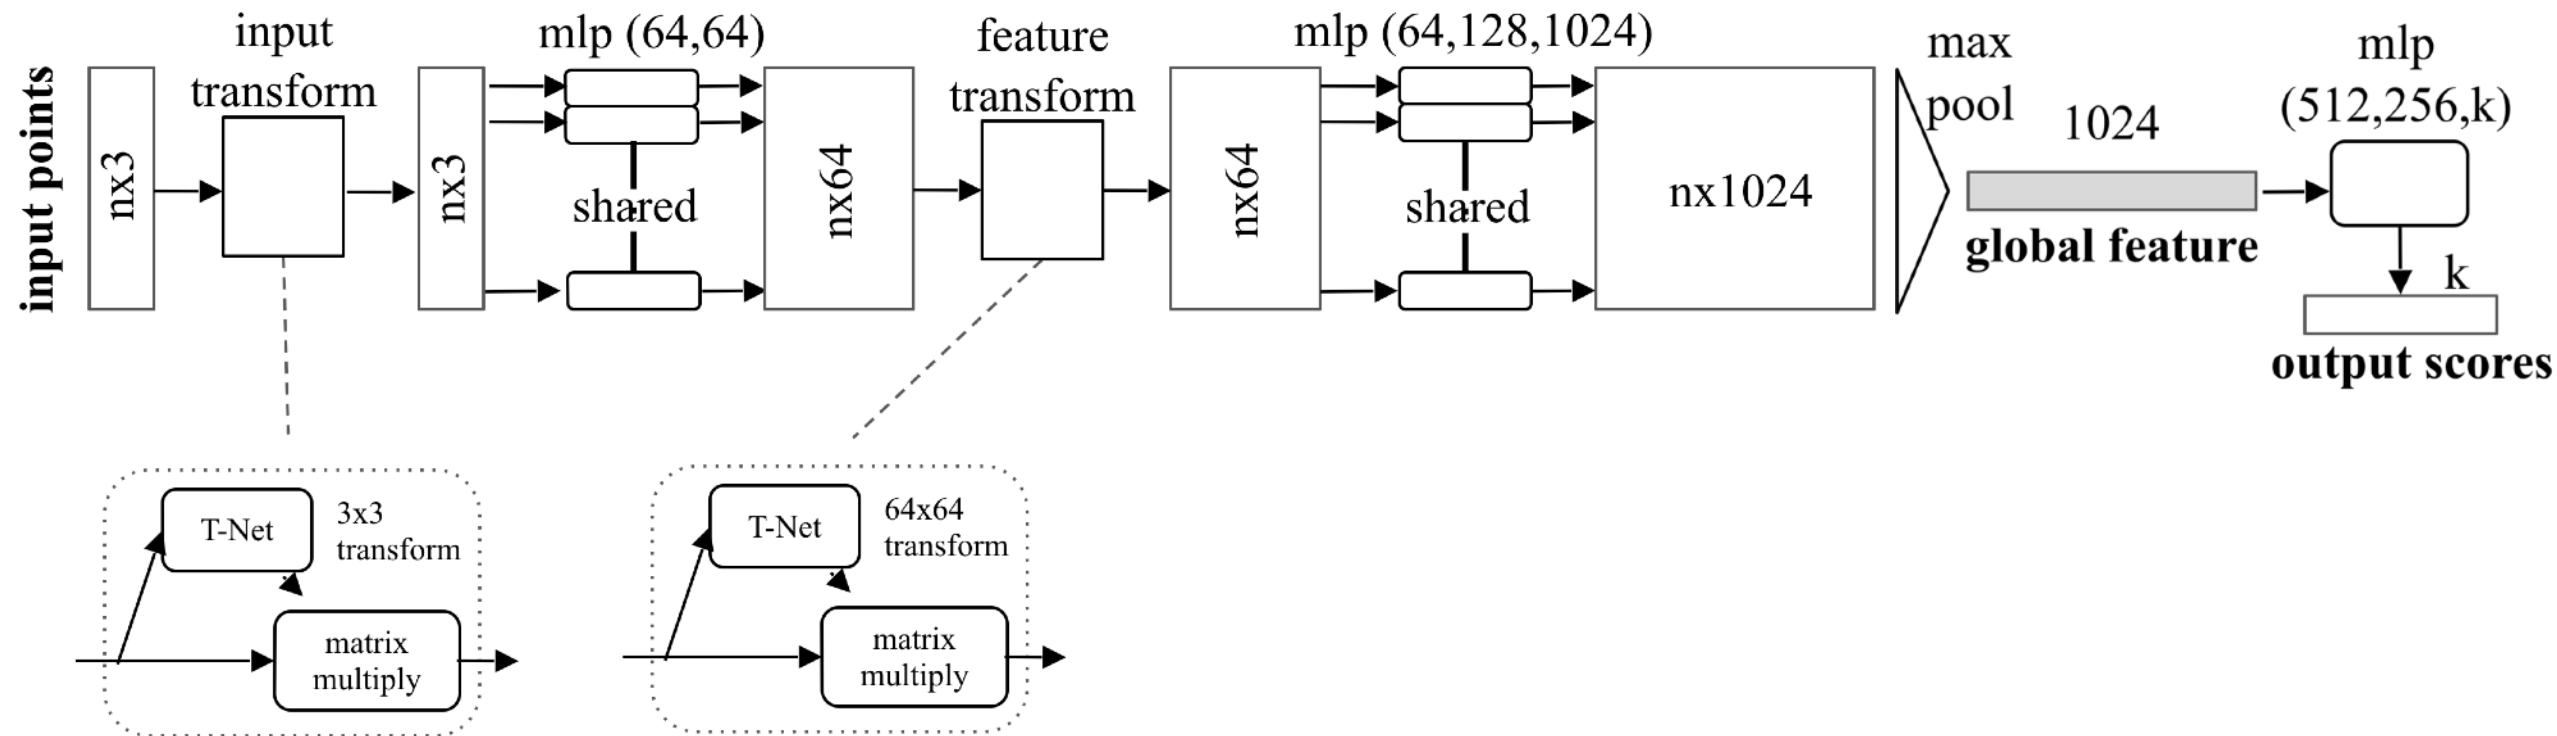 input points
nx3
input
transform
nx3
mlp (64,64)
shared
nx64
feature
transform
nx64
mlp (64,128,1024)
shared
nx1024
max
pool
1024
global feature
mlp
(512,256,k)
k
output scores
T-Net
3x3
transform
matrix
multiply
T-Net
64x64
transform
matrix
multiply